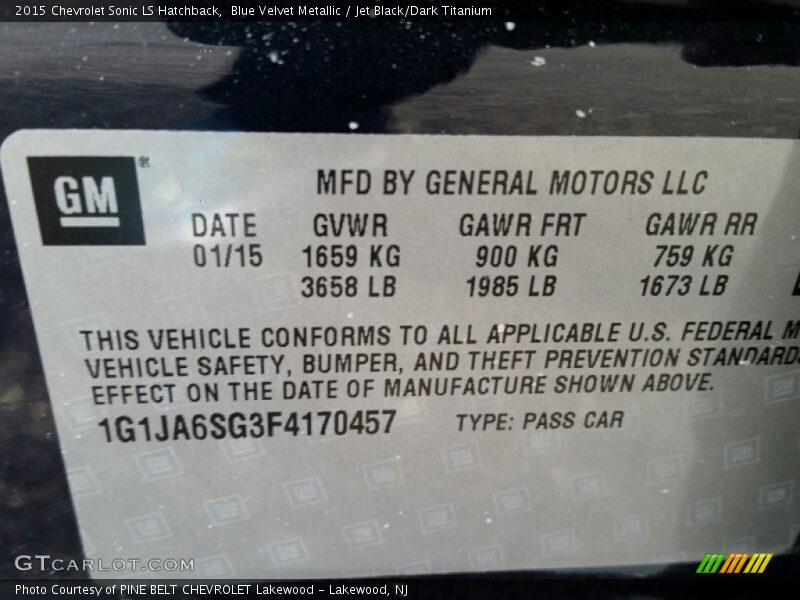 2015 Chevrolet Sonic LS Hatchback, Blue Velvet Metallic / Jet Black/Dark Titanium
GM ® MFD BY GENERAL MOTORS LLC
DATE GVWR GAWR FRT GAWR RR
01/15 1659 KG 900 KG 759 KG
3658 LB 1985 LB 1673 LB
THIS VEHICLE CONFORMS TO ALL APPLICABLE U.S. FEDERAL M
VEHICLE SAFETY, BUMPER, AND THEFT PREVENTION STANDARDS
EFFECT ON THE DATE OF MANUFACTURE SHOWN ABOVE.
1G1JA6SG3F4170457 TYPE: PASS CAR
GTCARLOT.COM
Photo Courtesy of PINE BELT CHEVROLET Lakewood - Lakewood, NJ